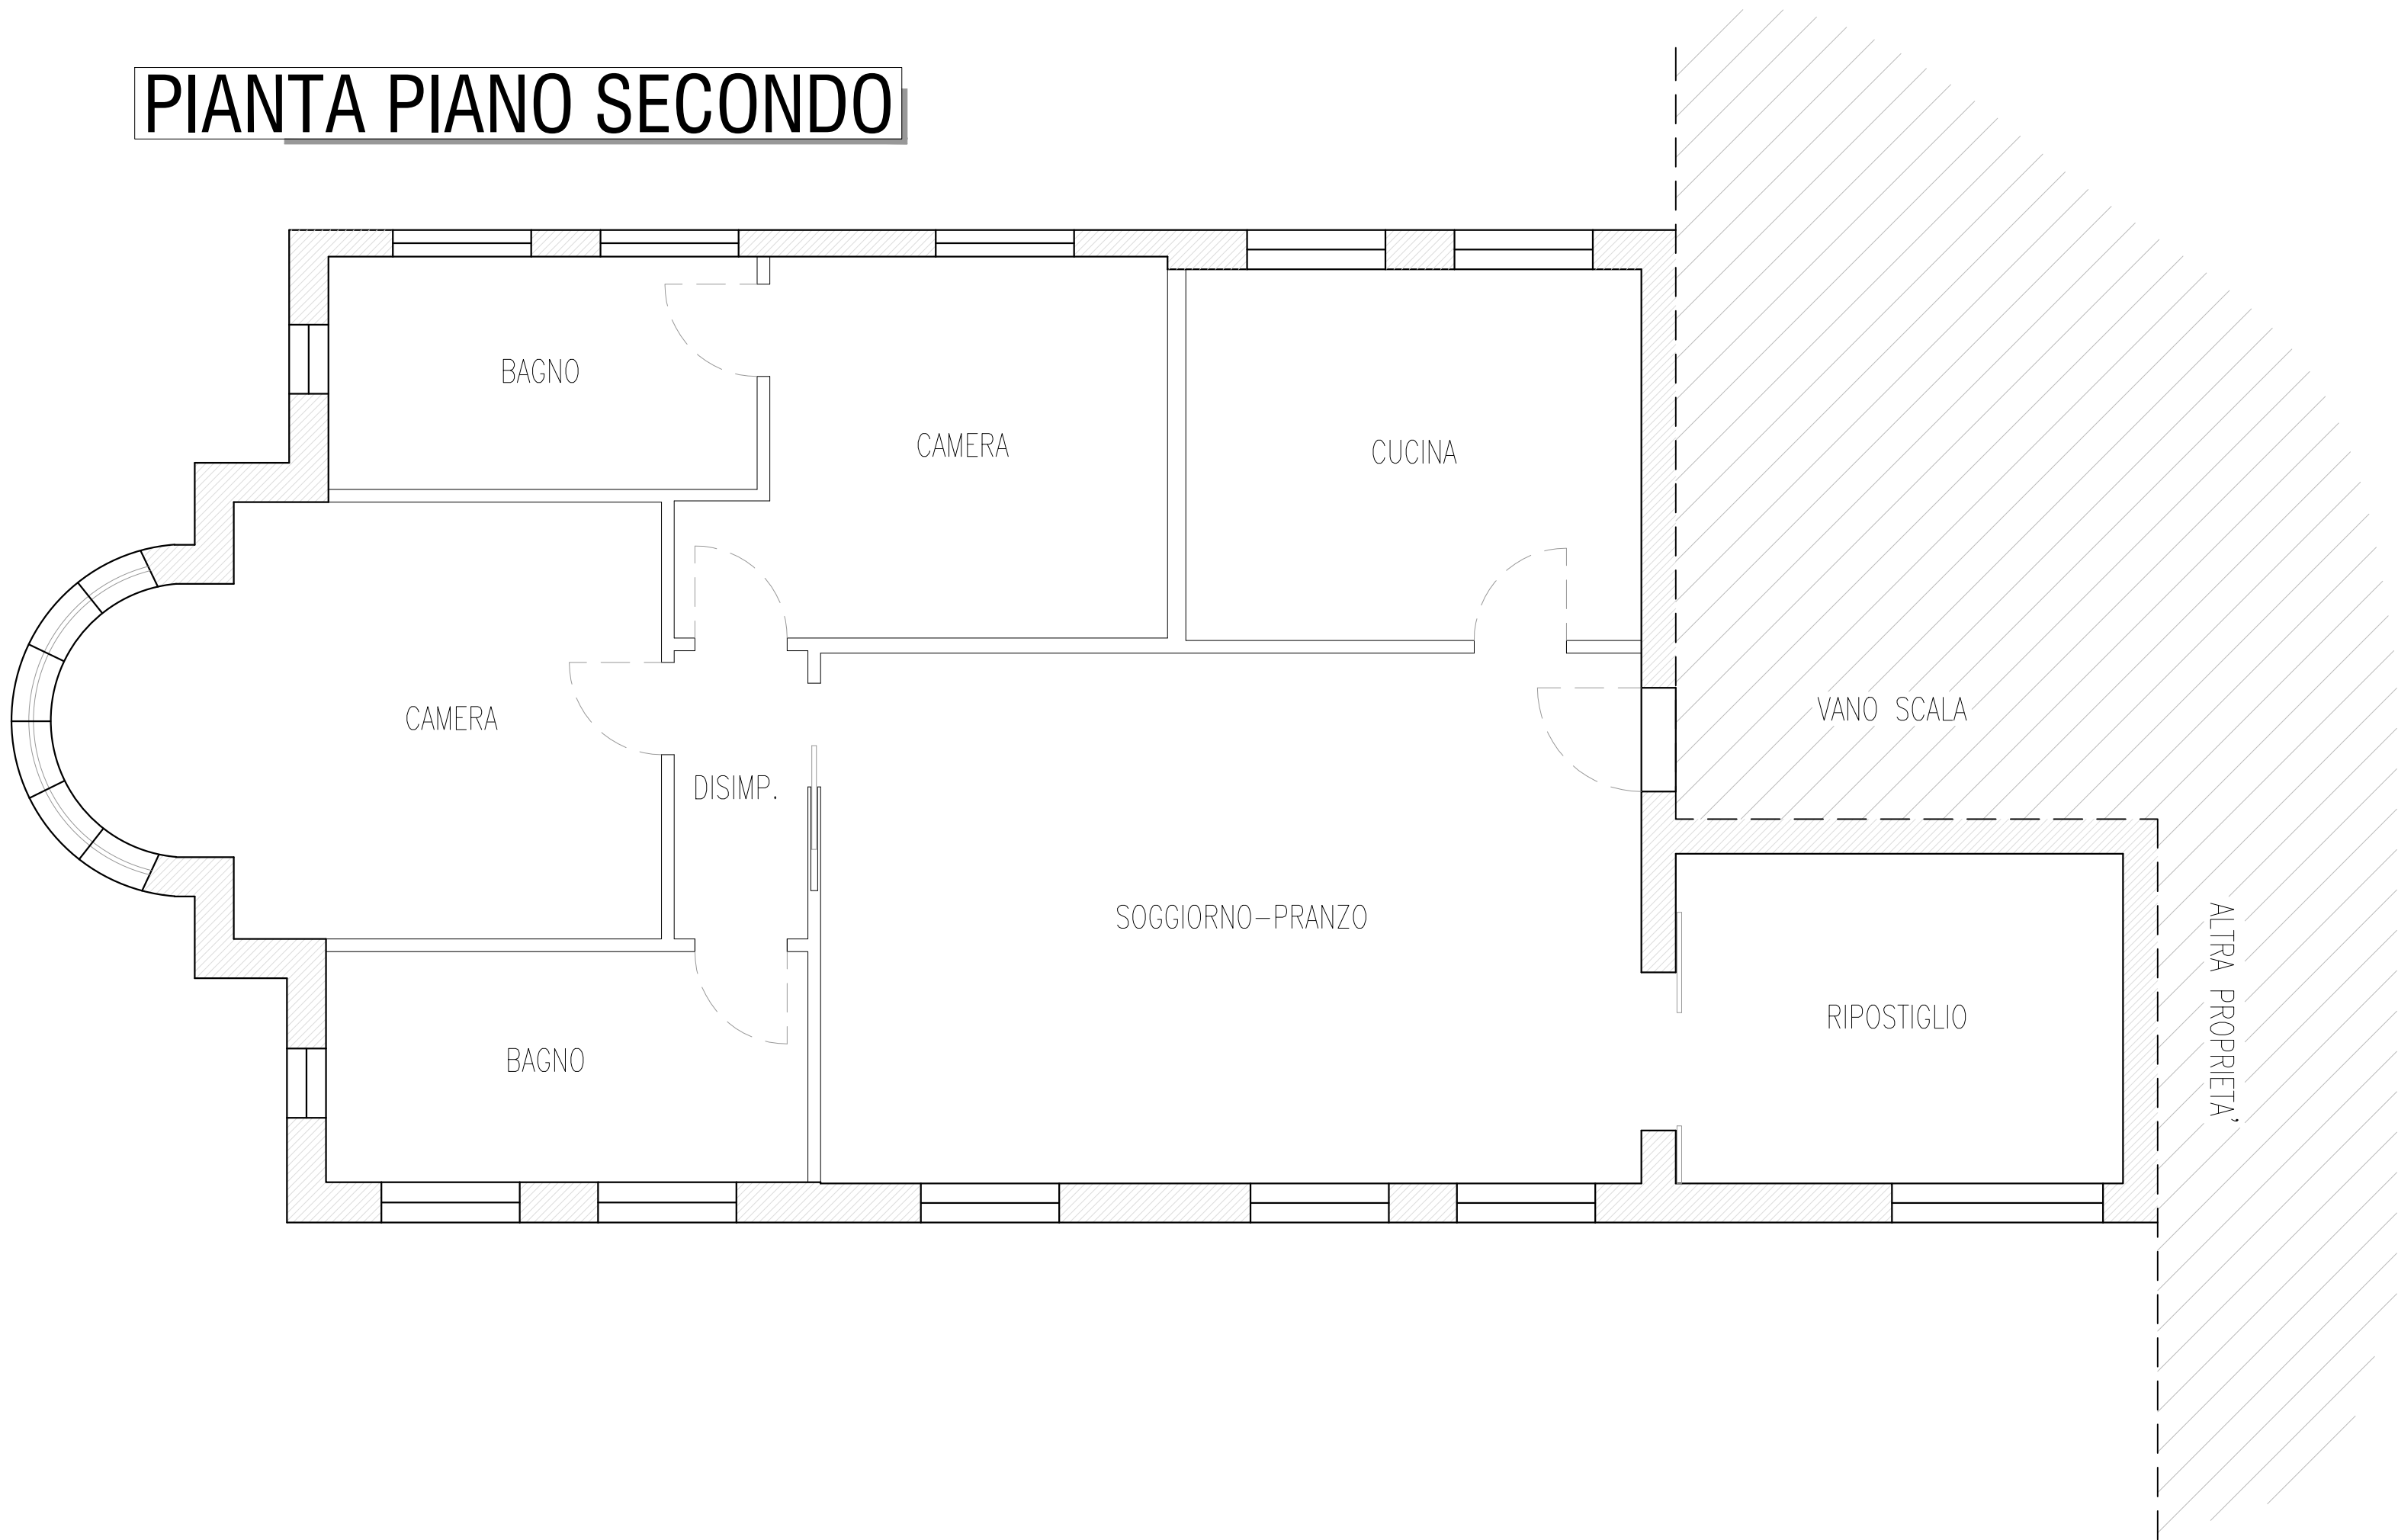 PIANTA PIANO SECONDO
BAGNO
CAMERA
CUCINA
CAMERA
DISIMP.
VANO SCALA
SOGGIORNO-PRANZO
RIPOSTIGLIO
ALTRA PROPRIETA'
BAGNO